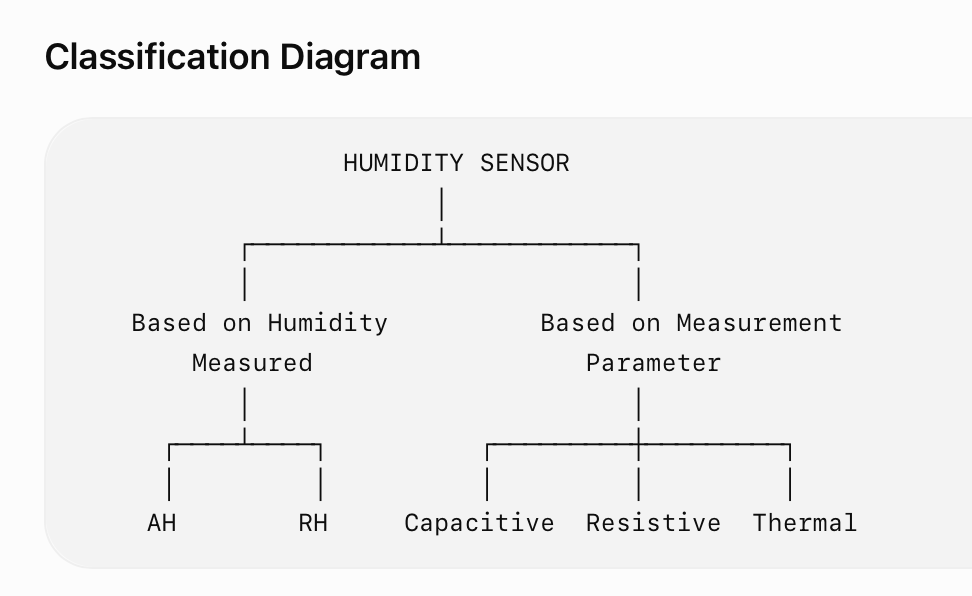 Classification Diagram
HUMIDITY SENSOR
Based on Humidity
Measured
Based on Measurement
Parameter
AH
RH
Capacitive
Resistive
Thermal